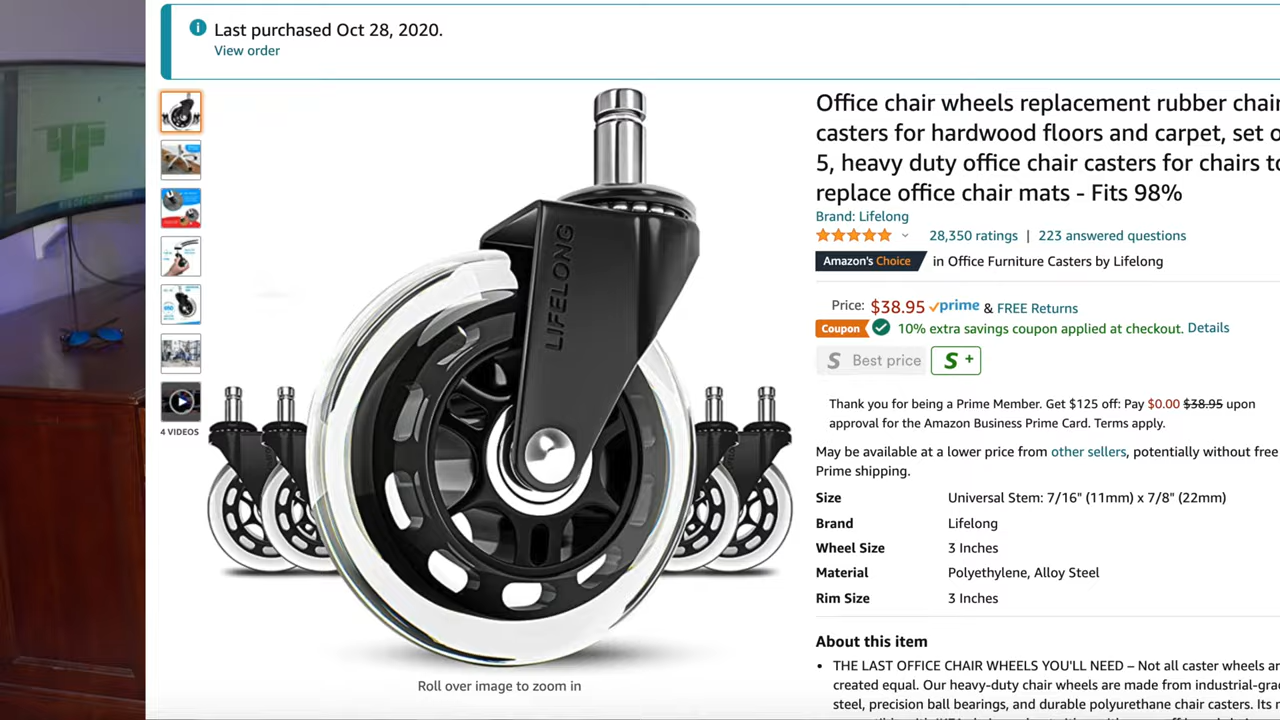 Last purchased Oct 28, 2020.
View order
4 VIDEOS
LIFELONG
Roll over image to zoom in
Office chair wheels replacement rubber chair
casters for hardwood floors and carpet, set o
5, heavy duty office chair casters for chairs to
replace office chair mats - Fits 98%
Brand: Lifelong
28,350 ratings | 223 answered questions
Amazon's Choice in Office Furniture Casters by Lifelong
Price: $38.95 prime & FREE Returns
Coupon 10% extra savings coupon applied at checkout. Details
S Best price S +
Thank you for being a Prime Member. Get $125 off: Pay $0.00 $38.95 upon
approval for the Amazon Business Prime Card. Terms apply.
May be available at a lower price from other sellers, potentially without free
Prime shipping.
Size Universal Stem: 7/16" (11mm) x 7/8" (22mm)
Brand Lifelong
Wheel Size 3 Inches
Material Polyethylene, Alloy Steel
Rim Size 3 Inches
About this item
• THE LAST OFFICE CHAIR WHEELS YOU'LL NEED – Not all caster wheels ar
created equal. Our heavy-duty chair wheels are made from industrial-grad
steel, precision ball bearings, and durable polyurethane chair casters. Its